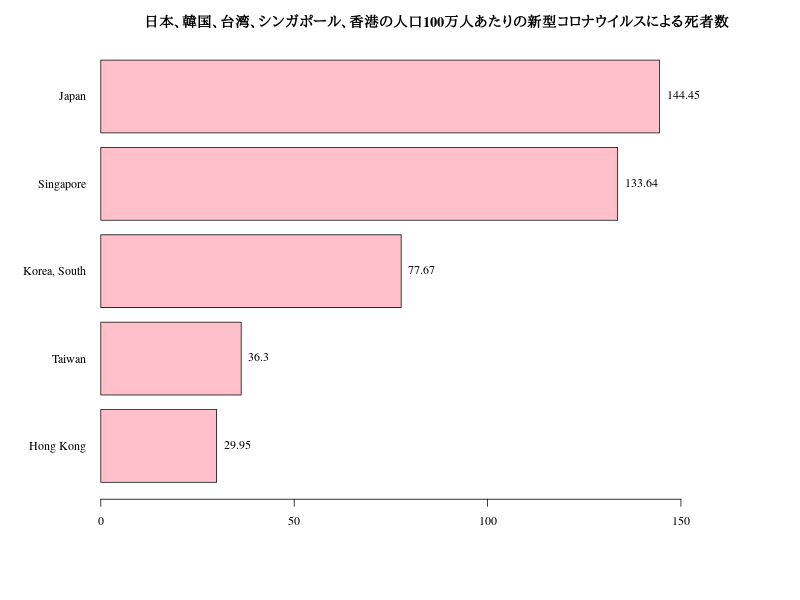 日本、韓国、台湾、シンガポール、香港の人口100万人あたりの新型コロナウイルスによる死者数
Japan 144.45
Singapore 133.64
Korea, South 77.67
Taiwan 36.3
Hong Kong 29.95
0 50 100 150